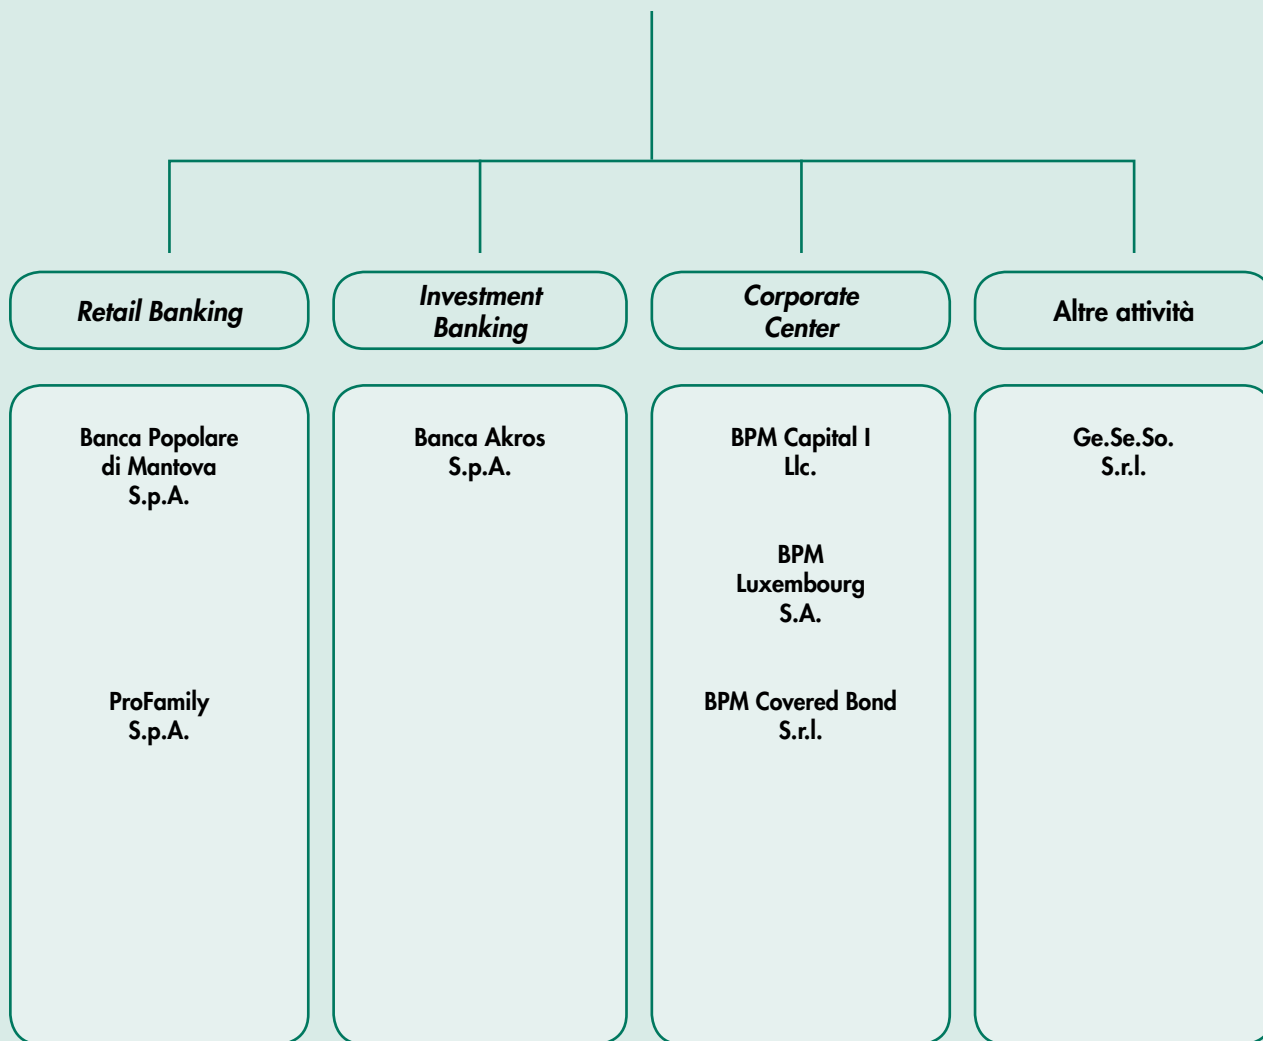 Retail Banking
Investment
Banking
Corporate
Center
Altre attività
Banca Popolare
di Mantova
S.p.A.
ProFamily
S.p.A.
Banca Akros
S.p.A.
BPM Capital I
Llc.
BPM
Luxembourg
S.A.
BPM Covered Bond
S.r.l.
Ge.Se.So.
S.r.l.